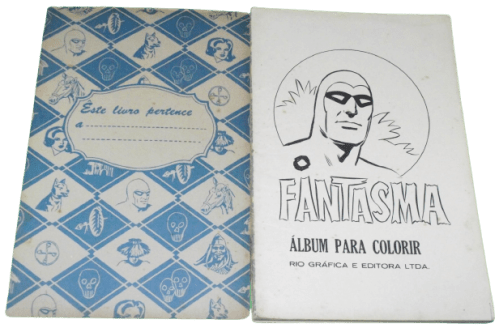 Este livro pertence
a
FANTASMA
ÁLBUM PARA COLORIR
RIO GRÁFICA E EDITORA LTDA.